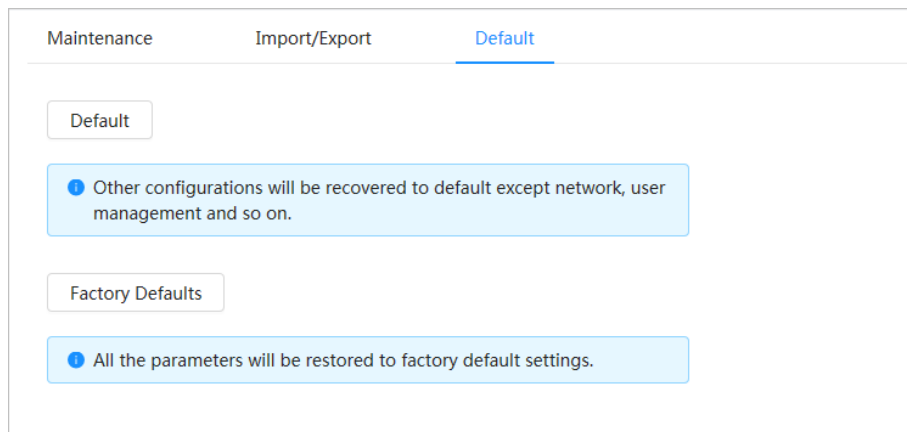 Maintenance Import/Export Default
Default
Other configurations will be recovered to default except network, user
management and so on.
Factory Defaults
All the parameters will be restored to factory default settings.